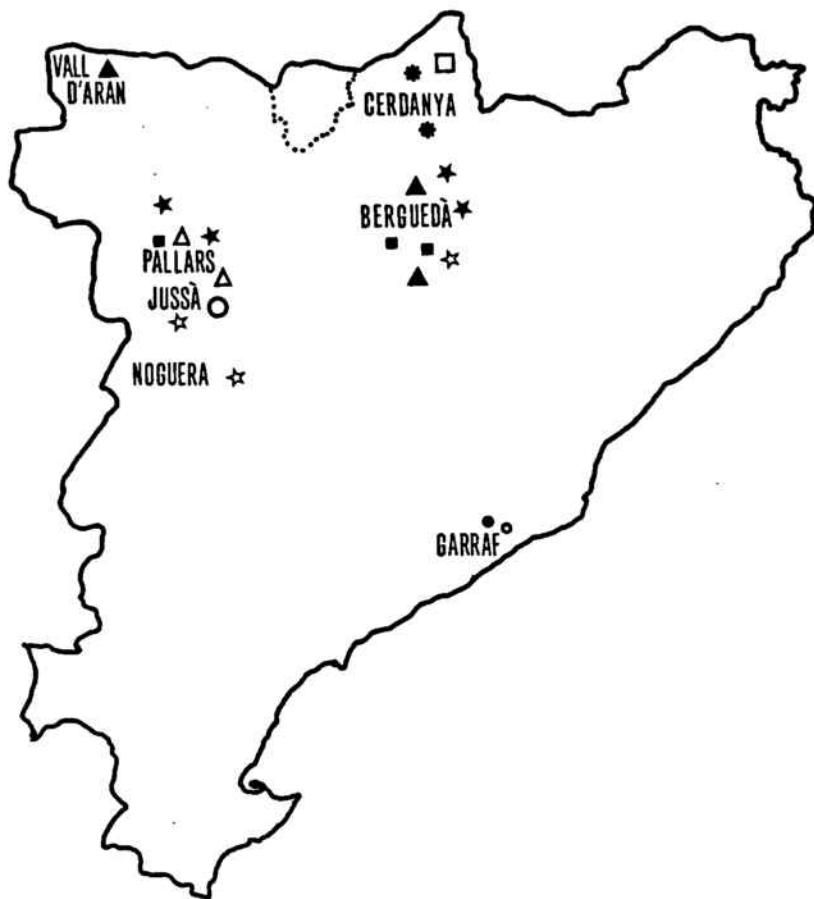 VALL
D'ARAN
CERDANYA
BERGUEDÀ
PALLARS
JUSSÀ
NOGUERA
GARRAF